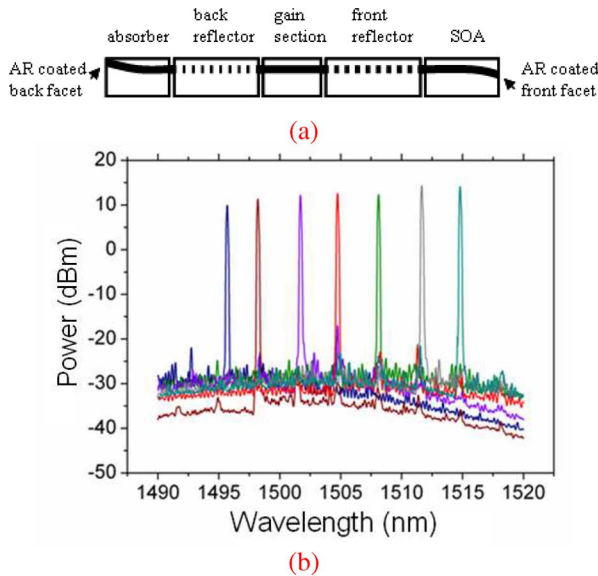 absorber
back
reflector
gain
section
front
reflector
SOA
AR coated
back facet
AR coated
front facet
(a)
20
10
0
-10
-20
-30
-40
-50
Power (dBm)
1490 1495 1500 1505 1510 1515 1520
Wavelength (nm)
(b)